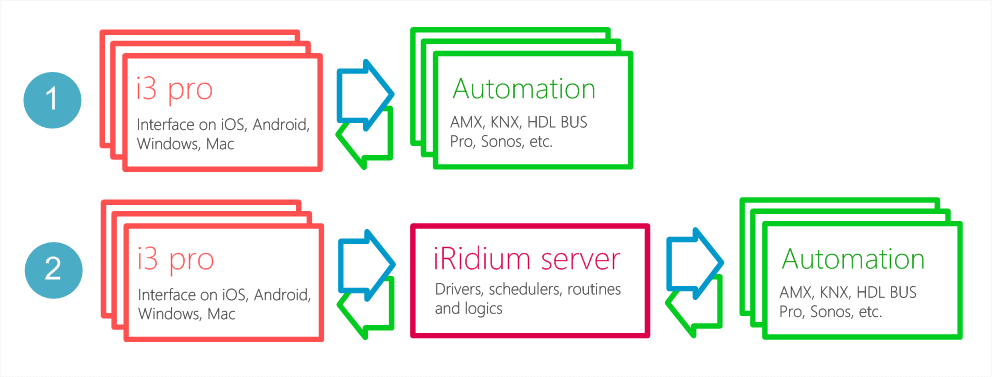 1
i3 pro
Interface on iOS, Android,
Windows, Mac
Automation
AMX, KNX, HDL BUS
Pro, Sonos, etc.
2
i3 pro
Interface on iOS, Android,
Windows, Mac
iRidium server
Drivers, schedulers, routines
and logics
Automation
AMX, KNX, HDL BUS
Pro, Sonos, etc.